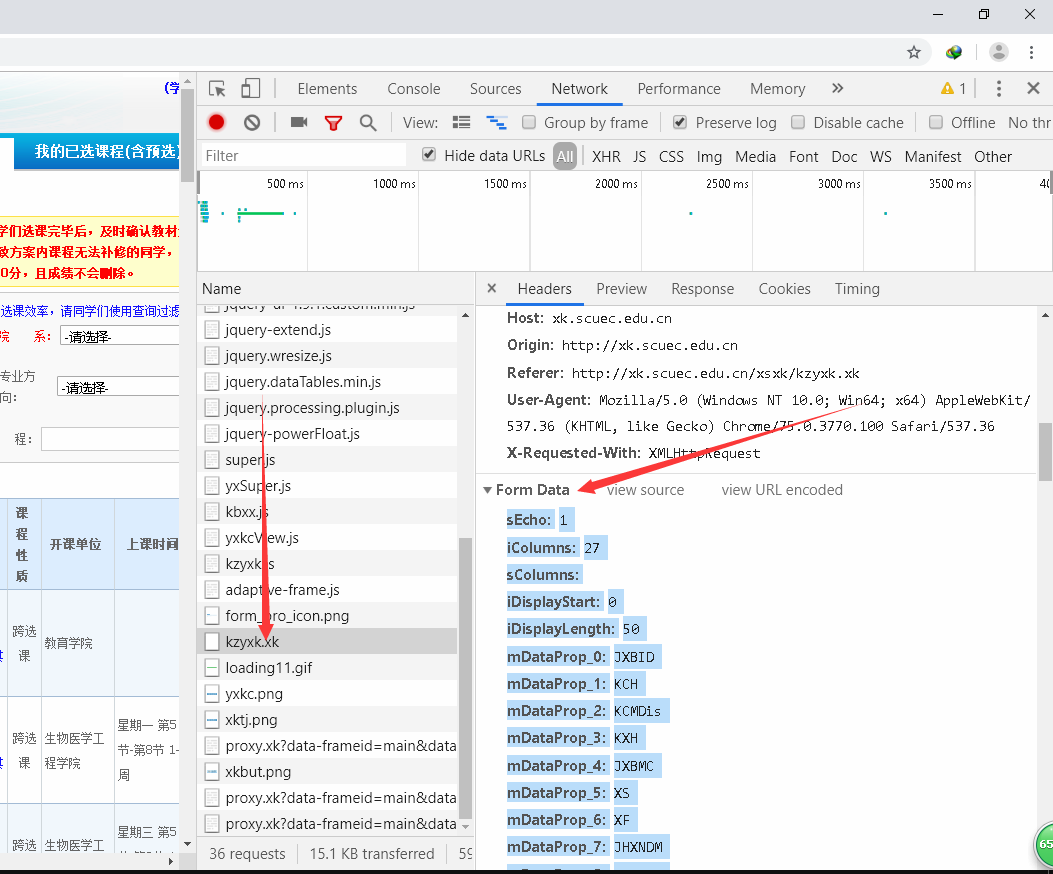 (学
我的已选课程(含预选)
学们选课完毕后，及时确认教材
致方案内课程无法补修的同学，
0分，且成绩不会删除。
选课效率，请同学们使用查询过滤
院 系： -请选择-
专业方
向： -请选择-
程：
课程性质 开课单位 上课时间
跨选课 教育学院
跨选课 生物医学工程学院 星期一 第5节-第8节 1-周
跨选 生物医学工 星期三 第5
Elements Console Sources Network Performance Memory » 1
View: Group by frame Preserve log Disable cache Offline No thr
Filter Hide data URLs All XHR JS CSS Img Media Font Doc WS Manifest Other
500 ms 1000 ms 1500 ms 2000 ms 2500 ms 3000 ms 3500 ms 40
Name
jquery-extend.js
jquery.wresize.js
jquery.dataTables.min.js
jquery.processing.plugin.js
jquery-powerFloat.js
super.js
yxSuper.js
kbxx.js
yxkcView.js
kzyxk.js
adaptive-frame.js
form_pro_icon.png
kzyxk.xk
loading11.gif
yxkc.png
xktj.png
proxy.xk?data-frameid=main&data
xkbut.png
proxy.xk?data-frameid=main&data
proxy.xk?data-frameid=main&data
36 requests 15.1 KB transferred 59
× Headers Preview Response Cookies Timing
Host: xk.scuec.edu.cn
Origin: http://xk.scuec.edu.cn
Referer: http://xk.scuec.edu.cn/xsxk/kzyxk.xk
User-Agent: Mozilla/5.0 (Windows NT 10.0; Win64; x64) AppleWebKit/
537.36 (KHTML, like Gecko) Chrome/75.0.3770.100 Safari/537.36
X-Requested-With: XMLHttpRequest
Form Data view source view URL encoded
sEcho: 1
iColumns: 27
sColumns:
iDisplayStart: 0
iDisplayLength: 50
mDataProp_0: JXBID
mDataProp_1: KCH
mDataProp_2: KCMDis
mDataProp_3: KXH
mDataProp_4: JXBMC
mDataProp_5: XS
mDataProp_6: XF
mDataProp_7: JHXNDM
65